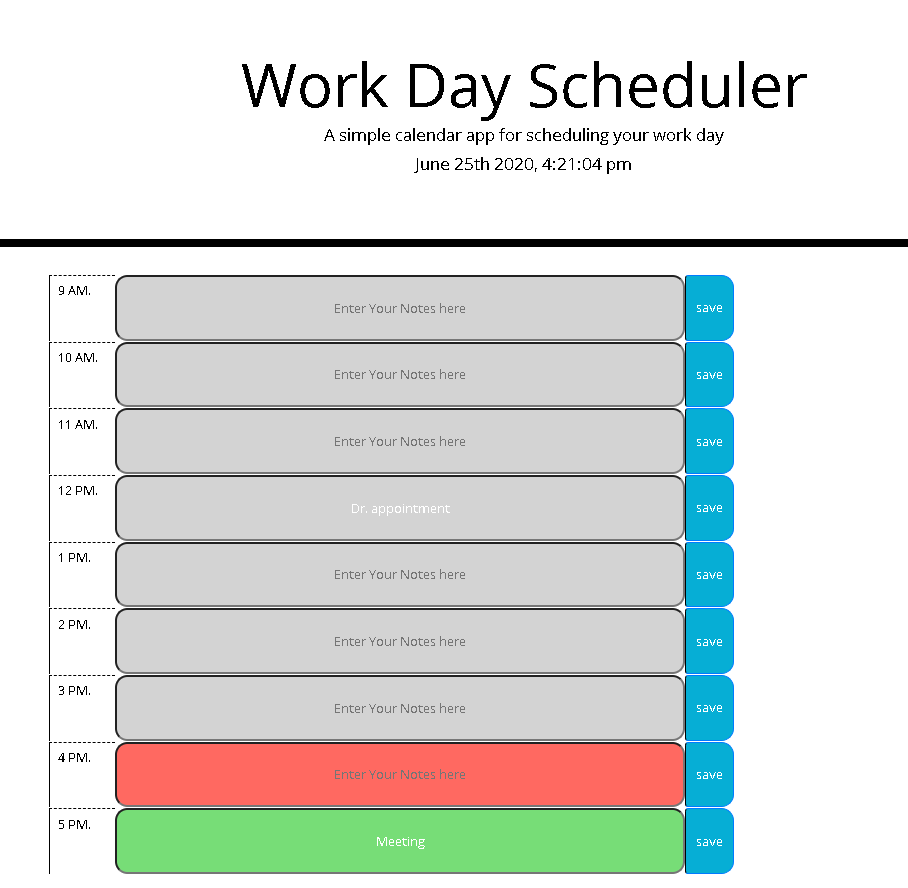 Work Day Scheduler
A simple calendar app for scheduling your work day
June 25th 2020, 4:21:04 pm
9 AM.
Enter Your Notes here
save
10 AM.
Enter Your Notes here
save
11 AM.
Enter Your Notes here
save
12 PM.
Dr. appointment
save
1 PM.
Enter Your Notes here
save
2 PM.
Enter Your Notes here
save
3 PM.
Enter Your Notes here
save
4 PM.
Enter Your Notes here
save
5 PM.
Meeting
save